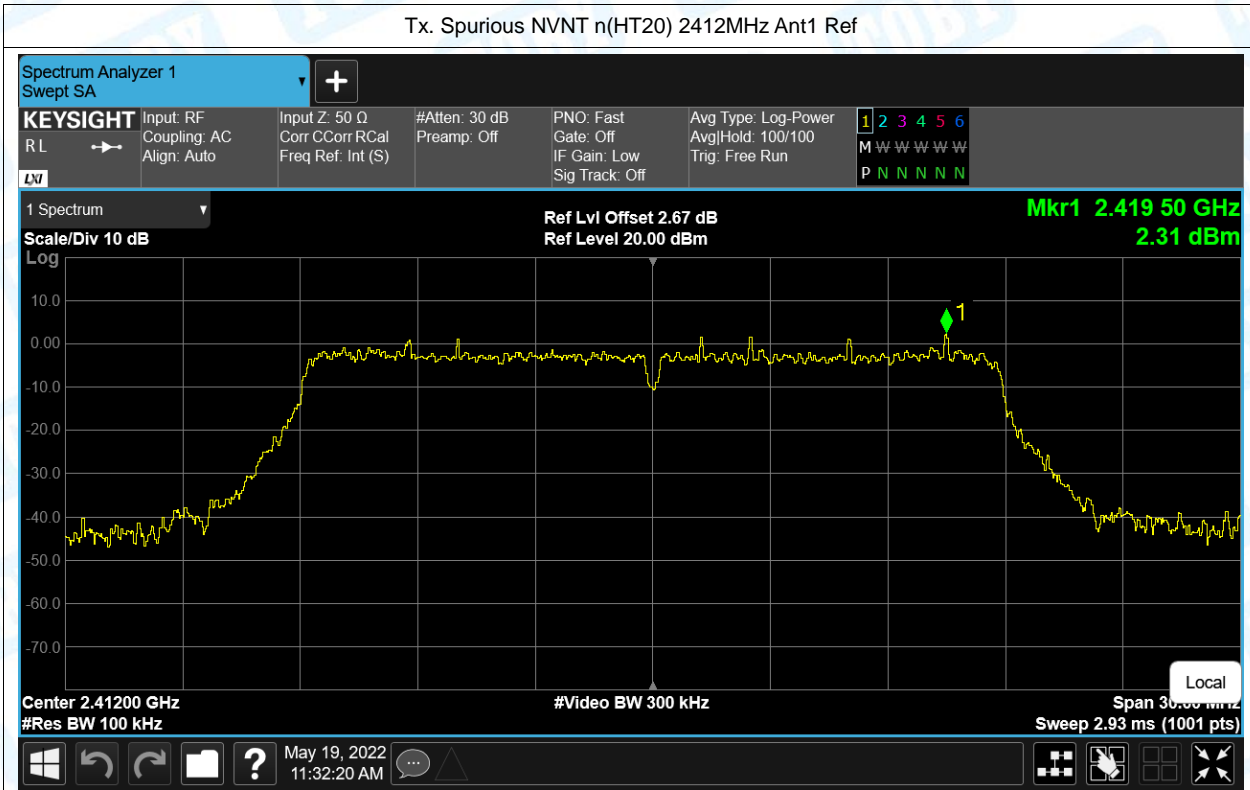 Tx. Spurious NVNT n(HT20) 2412MHz Ant1 Ref
Spectrum Analyzer 1
Swept SA
KEYSIGHT
R L
LXI
Input: RF
Coupling: AC
Align: Auto
Input Z: 50 Ω
Corr CCorr RCal
Freq Ref: Int (S)
#Atten: 30 dB
Preamp: Off
PNO: Fast
Gate: Off
IF Gain: Low
Sig Track: Off
Avg Type: Log-Power
Avg|Hold: 100/100
Trig: Free Run
1 2 3 4 5 6
M W W W W W
P N N N N N
1 Spectrum
Scale/Div 10 dB
Ref Lvl Offset 2.67 dB
Ref Level 20.00 dBm
Mkr1 2.419 50 GHz
2.31 dBm
Log
10.0
0.00
-10.0
-20.0
-30.0
-40.0
-50.0
-60.0
-70.0
1
Local
Center 2.41200 GHz
#Res BW 100 kHz
#Video BW 300 kHz
Span 30.00 MHz
Sweep 2.93 ms (1001 pts)
?
May 19, 2022
11:32:20 AM